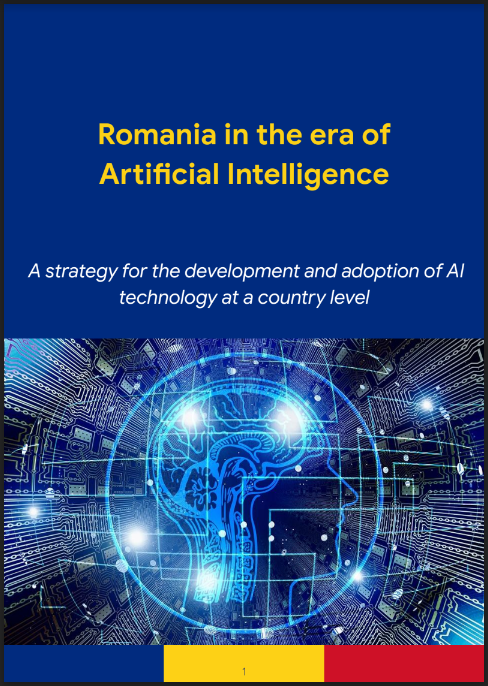 Romania in the era of
Artificial Intelligence
A strategy for the development and adoption of AI
technology at a country level
1